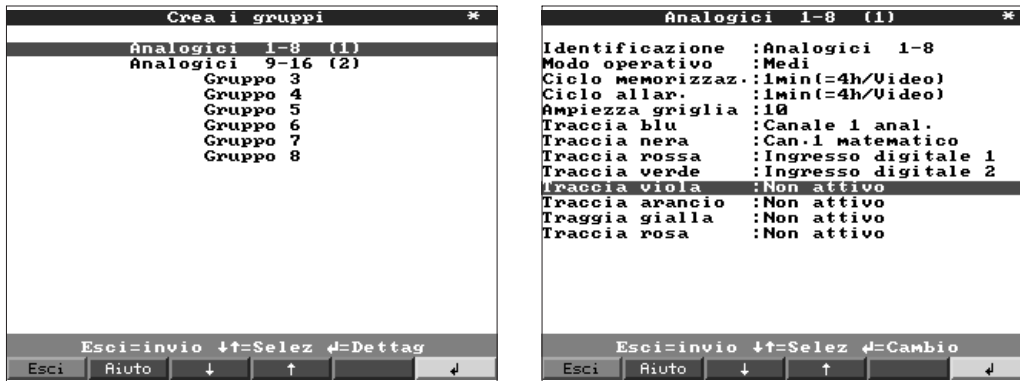 Crea i gruppi *
Analogici 1-8 (1)
Analogici 9-16 (2)
Gruppo 3
Gruppo 4
Gruppo 5
Gruppo 6
Gruppo 7
Gruppo 8
Esci=invio ↓↑=Selez ↲=Dettag
Esci Aiuto ↓ ↑ ↲
Analogici 1-8 (1) *
Identificazione :Analogici 1-8
Modo operativo :Medi
Ciclo memorizzaz.:1min(=4h/Video)
Ciclo allar. :1min(=4h/Video)
Ampiezza griglia :10
Traccia blu :Canale 1 anal.
Traccia nera :Can.1 matematico
Traccia rossa :Ingresso digitale 1
Traccia verde :Ingresso digitale 2
Traccia viola :Non attivo
Traccia arancio :Non attivo
Traggia gialla :Non attivo
Traccia rosa :Non attivo
Esci=invio ↓↑=Selez ↲=Cambio
Esci Aiuto ↓ ↑ ↲